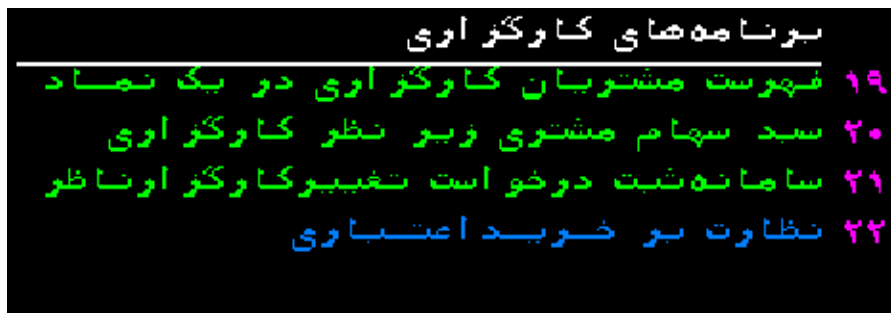 برنامه‌های کارگزاری
۱۹ فهرست مشتریان کارگزاری در یک نماد
۲۰ سبد سهام مشتری زیر نظر کارگزاری
۲۱ سامانه‌ثبت درخواست تغییرکارگزارناظر
۲۲ نظارت بر خرید اعتباری